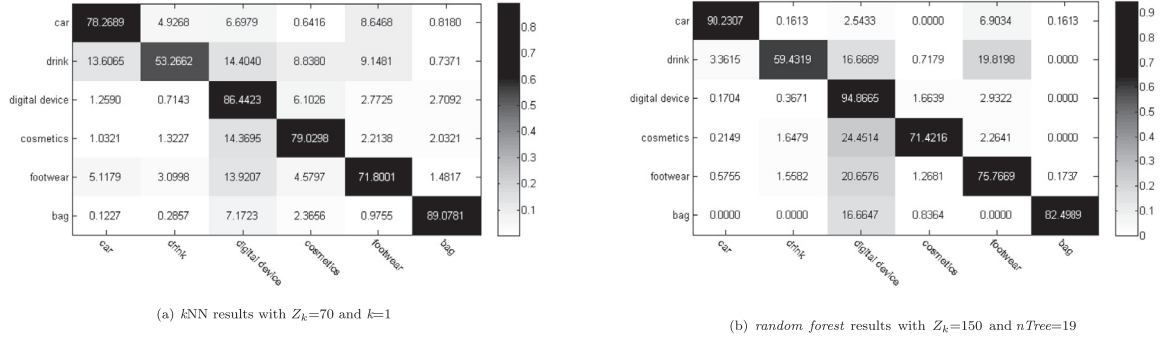 car 78.2689 4.9268 6.6979 0.6416 8.6468 0.8180
drink 13.6065 53.2662 14.4040 8.8380 9.1481 0.7371
digital device 1.2590 0.7143 86.4423 6.1026 2.7725 2.7092
cosmetics 1.0321 1.3227 14.3695 79.0298 2.2138 2.0321
footwear 5.1179 3.0998 13.9207 4.5797 71.8001 1.4817
bag 0.1227 0.2857 7.1723 2.3656 0.9755 89.0781
car drink digital device cosmetics footwear bag
0.8
0.7
0.6
0.5
0.4
0.3
0.2
0.1
(a) kNN results with Zk=70 and k=1
car 90.2307 0.1613 2.5433 0.0000 6.9034 0.1613
drink 3.3615 59.4319 16.6689 0.7179 19.8198 0.0000
digital device 0.1704 0.3671 94.8665 1.6639 2.9322 0.0000
cosmetics 0.2149 1.6479 24.4514 71.4216 2.2641 0.0000
footwear 0.5755 1.5582 20.6576 1.2681 75.7669 0.1737
bag 0.0000 0.0000 16.6647 0.8364 0.0000 82.4989
car drink digital device cosmetics footwear bag
0.9
0.8
0.7
0.6
0.5
0.4
0.3
0.2
0.1
0
(b) random forest results with Zk=150 and nTree=19